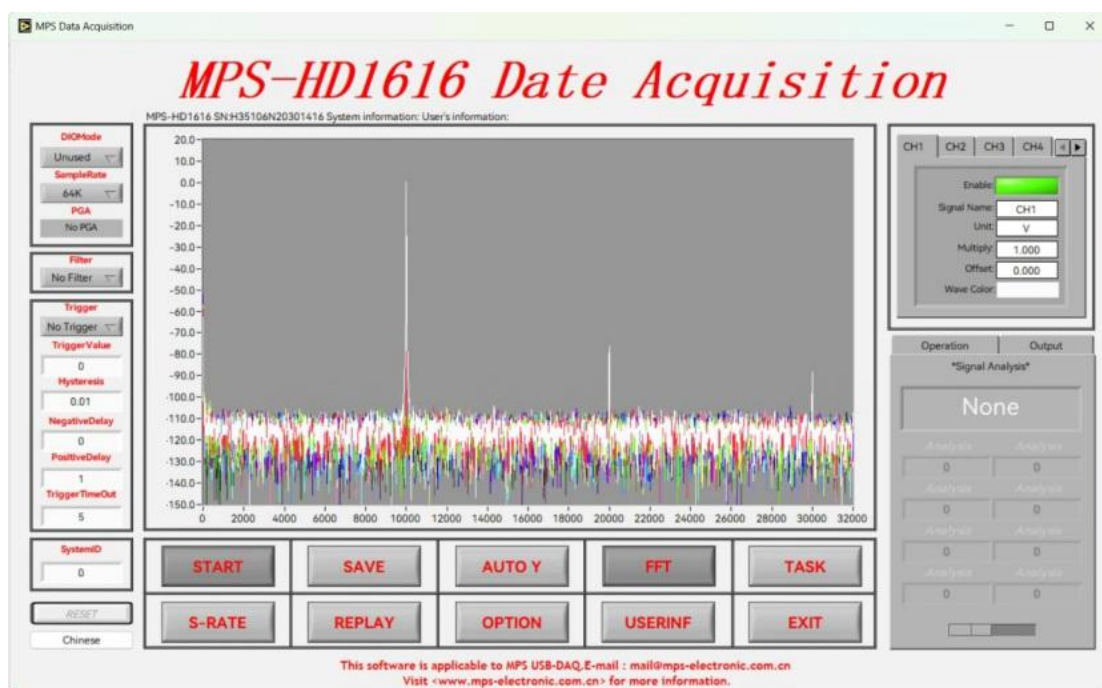 MPS Data Acquisition
MPS-HD1616 Date Acquisition
MPS-HD1616 SN:H35106N20301416 System information: User's information:
DIOMode
Unused
SampleRate
64K
PGA
No PGA
Filter
No Filter
Trigger
No Trigger
TriggerValue
0
Hysteresis
0.01
NegativeDelay
0
PositiveDelay
1
TriggerTimeOut
5
SystemID
0
RESET
Chinese
20.0
10.0
0.0
-10.0
-20.0
-30.0
-40.0
-50.0
-60.0
-70.0
-80.0
-90.0
-100.0
-110.0
-120.0
-130.0
-140.0
-150.0
0 2000 4000 6000 8000 10000 12000 14000 16000 18000 20000 22000 24000 26000 28000 30000 32000
START SAVE AUTO Y FFT TASK
S-RATE REPLAY OPTION USERINF EXIT
CH1 CH2 CH3 CH4
Enable:
Signal Name: CH1
Unit: V
Multiply: 1.000
Offset: 0.000
Wave Color:
Operation Output
*Signal Analysis*
None
Analysis Analysis
0 0
Analysis Analysis
0 0
Analysis Analysis
0 0
Analysis Analysis
0 0
This software is applicable to MPS USB-DAQ,E-mail : mail@mps-electronic.com.cn
Visit <www.mps-electronic.com.cn> for more information.